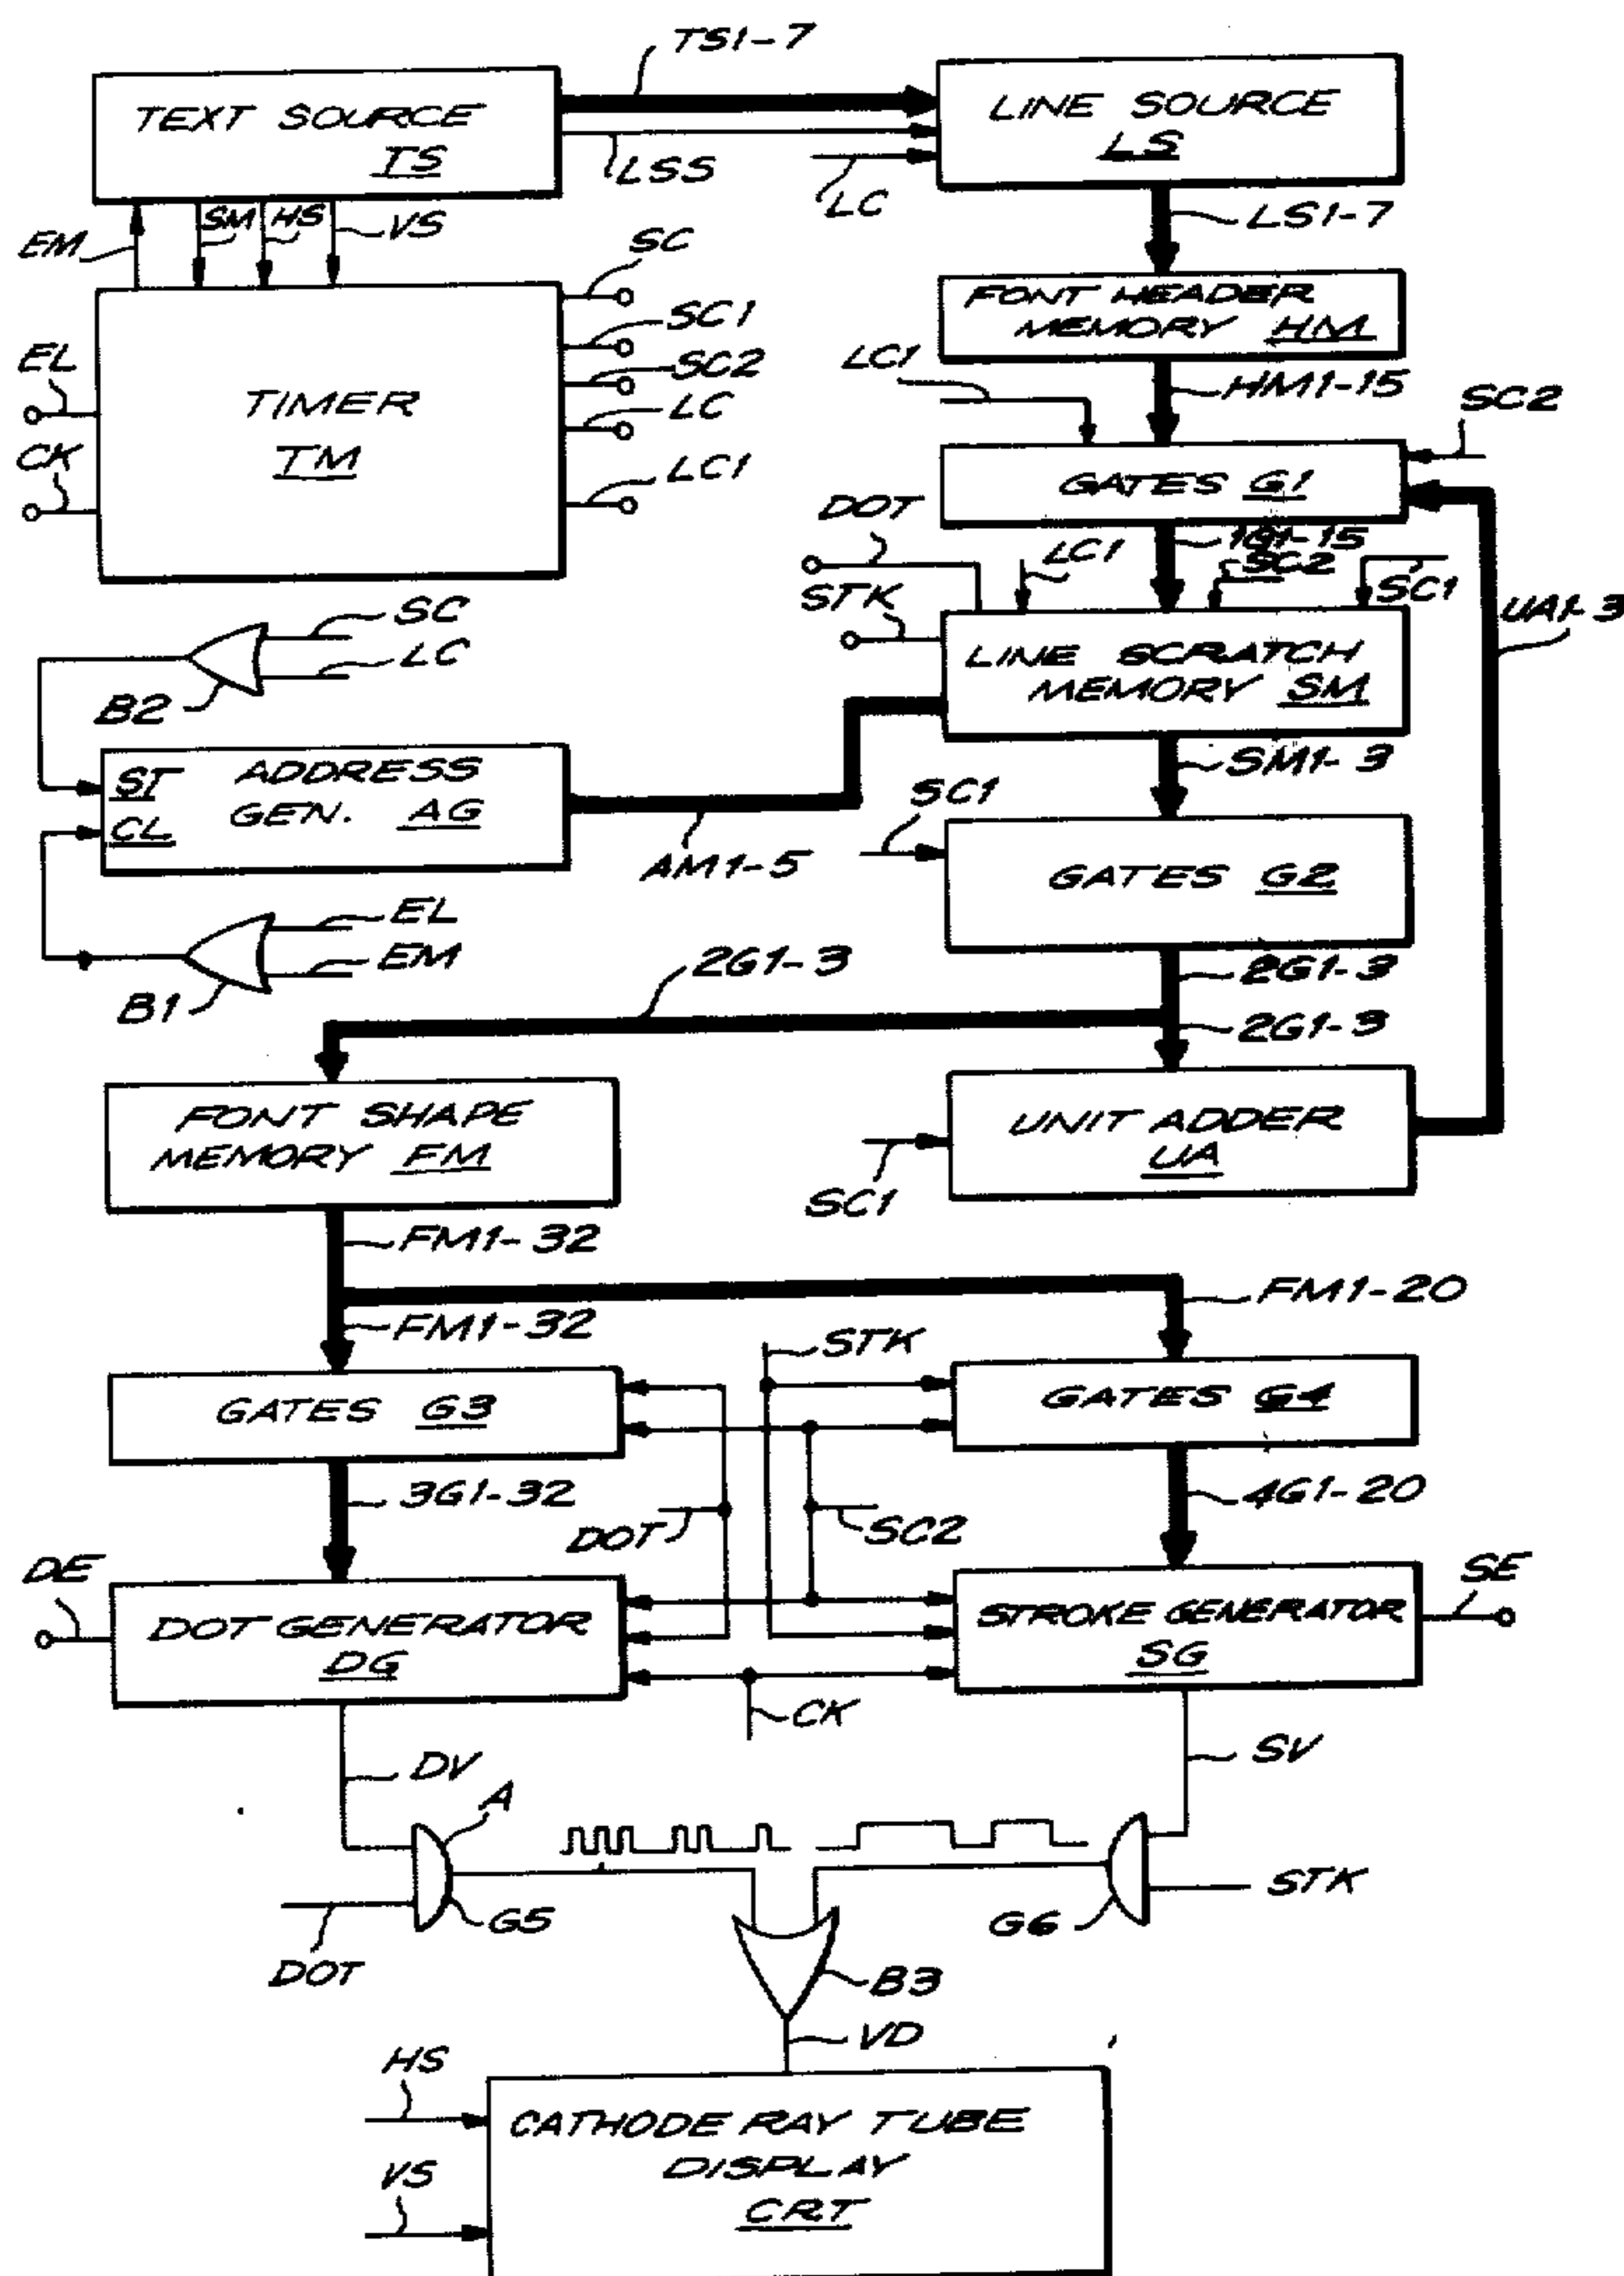 TS1-7
TEXT SOURCE
TS
LINE SOURCE
LS
LSS
LC
LS1-7
EM
SM
HS
VS
SC
SC1
SC2
LC
LC1
EL
CK
TIMER
TM
FONT HEADER
MEMORY HM
LC1
HM1-15
SC2
GATES G1
DOT
LC1
1G1-15
SC2
SC1
STK
UA1-3
LINE SCRATCH
MEMORY SM
SC
LC
B2
SM1-3
ST
ADDRESS
GEN. AG
CL
SC1
AM1-5
GATES G2
EL
EM
B1
2G1-3
2G1-3
2G1-3
FONT SHAPE
MEMORY FM
UNIT ADDER
UA
SC1
FM1-32
FM1-20
FM1-32
STK
GATES G3
GATES G4
3G1-32
4G1-20
DOT
SC2
DE
SE
DOT GENERATOR
DG
STROKE GENERATOR
SG
CK
DV
SV
A
G5
G6
STK
DOT
B3
VD
HS
CATHODE RAY TUBE
DISPLAY
CRT
VS